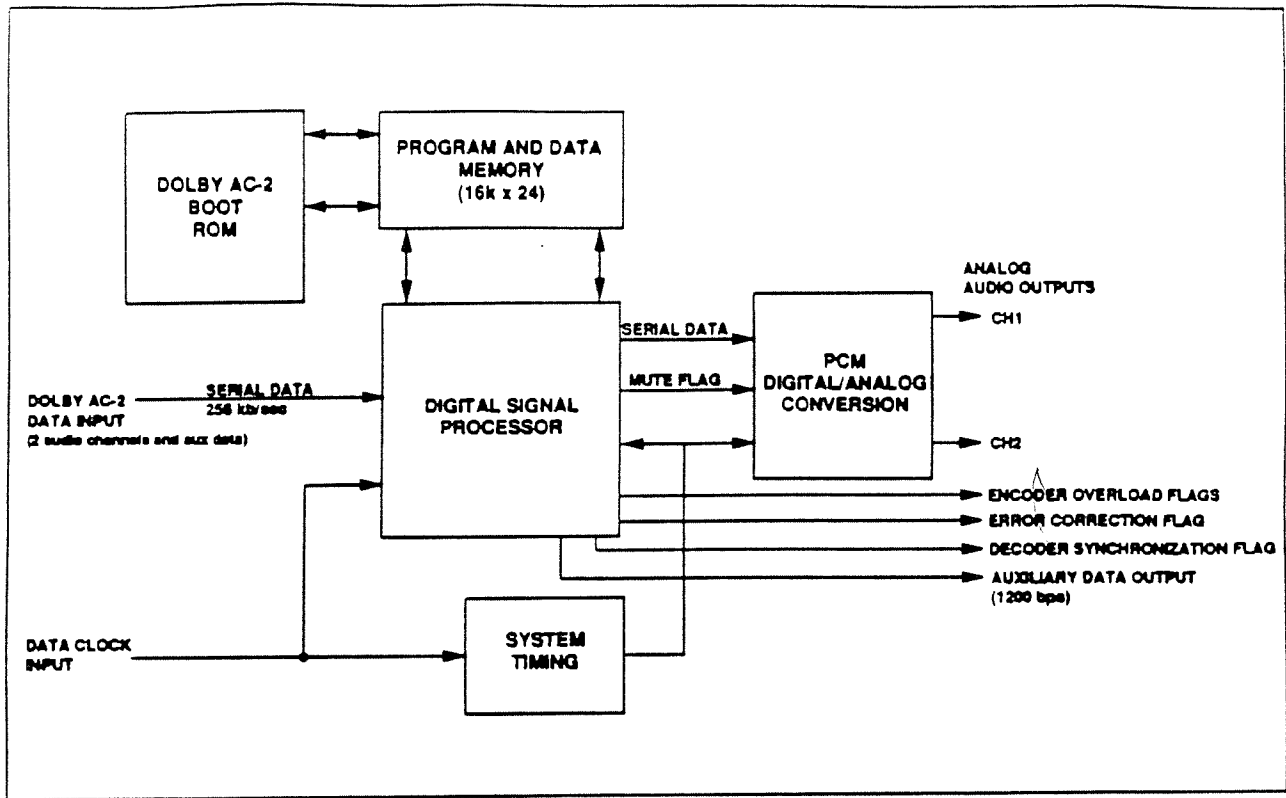 DOLBY AC-2
BOOT
ROM
PROGRAM AND DATA
MEMORY
(16k x 24)
ANALOG
AUDIO OUTPUTS
CH1
SERIAL DATA
MUTE FLAG
PCM
DIGITAL/ANALOG
CONVERSION
DOLBY AC-2
DATA INPUT
(2 audio channels and aux data)
SERIAL DATA
256 kb/sec
DIGITAL SIGNAL
PROCESSOR
CH2
ENCODER OVERLOAD FLAGS
ERROR CORRECTION FLAG
DECODER SYNCHRONIZATION FLAG
AUXILIARY DATA OUTPUT
(1200 bps)
DATA CLOCK
INPUT
SYSTEM
TIMING